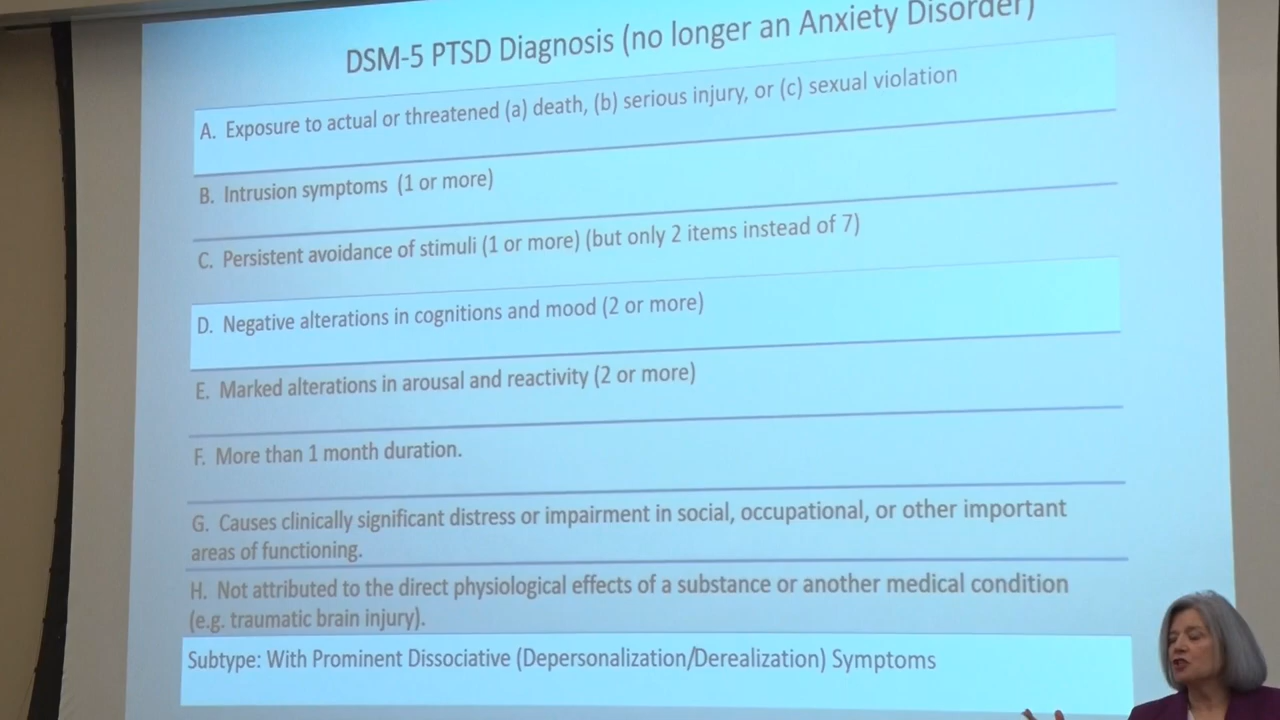 DSM-5 PTSD Diagnosis (no longer an Anxiety Disorder)
A. Exposure to actual or threatened (a) death, (b) serious injury, or (c) sexual violation
B. Intrusion symptoms (1 or more)
C. Persistent avoidance of stimuli (1 or more) (but only 2 items instead of 7)
D. Negative alterations in cognitions and mood (2 or more)
E. Marked alterations in arousal and reactivity (2 or more)
F. More than 1 month duration.
G. Causes clinically significant distress or impairment in social, occupational, or other important
areas of functioning.
H. Not attributed to the direct physiological effects of a substance or another medical condition
(e.g. traumatic brain injury).
Subtype: With Prominent Dissociative (Depersonalization/Derealization) Symptoms